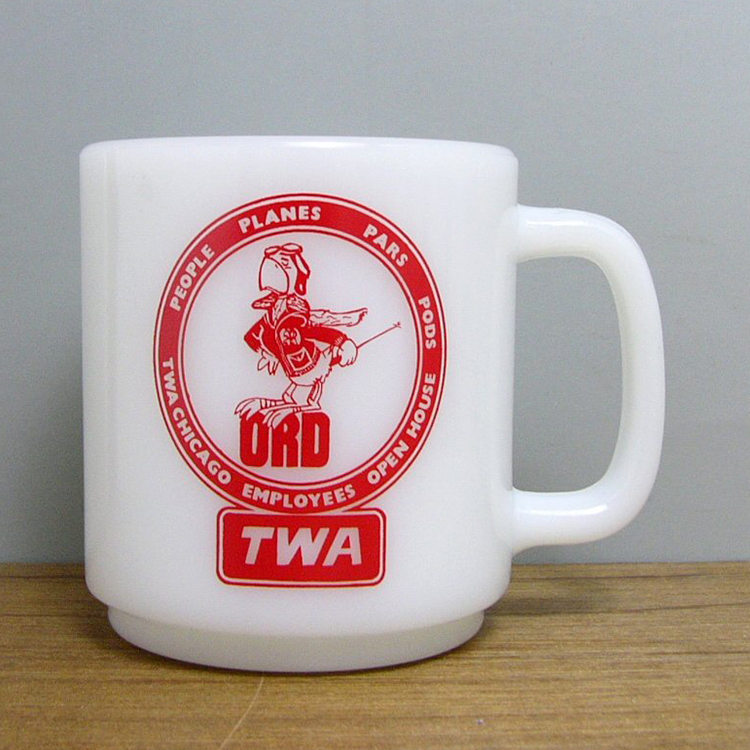 PEOPLE PLANES PARS PODS
TWA CHICAGO EMPLOYEES OPEN HOUSE
ORD
TWA